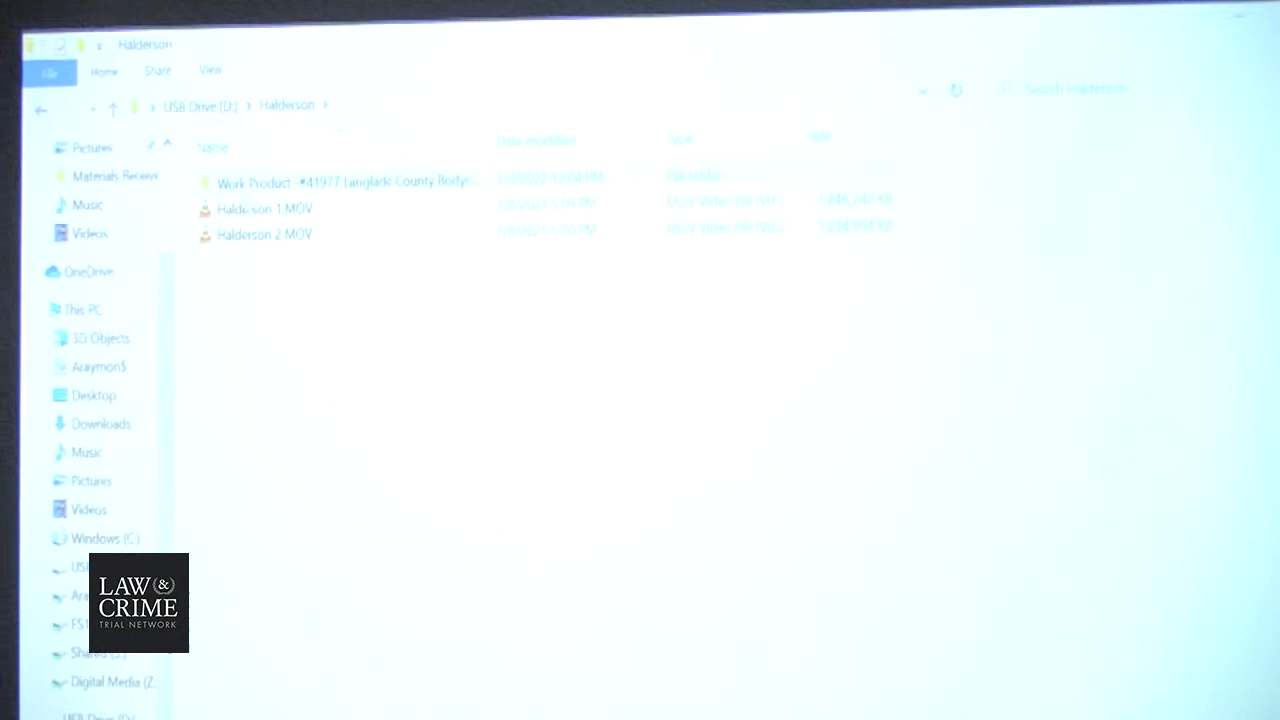 Halderson
File Home Share View
USB Drive (D:) > Halderson >
Search Halderson
Name Date modified Type Size
Work Product -#41977 Langlade County Bodyc...
File folder
Halderson 1.MOV
MOV Video File (VLC)
Halderson 2.MOV
MOV Video File (VLC)
Pictures
Materials Receive
Music
Videos
OneDrive
This PC
3D Objects
Araymon$
Desktop
Downloads
Music
Pictures
Videos
Windows (C:)
Digital Media (Z:
USB Drive (D:)
LAW &
CRIME
TRIAL NETWORK